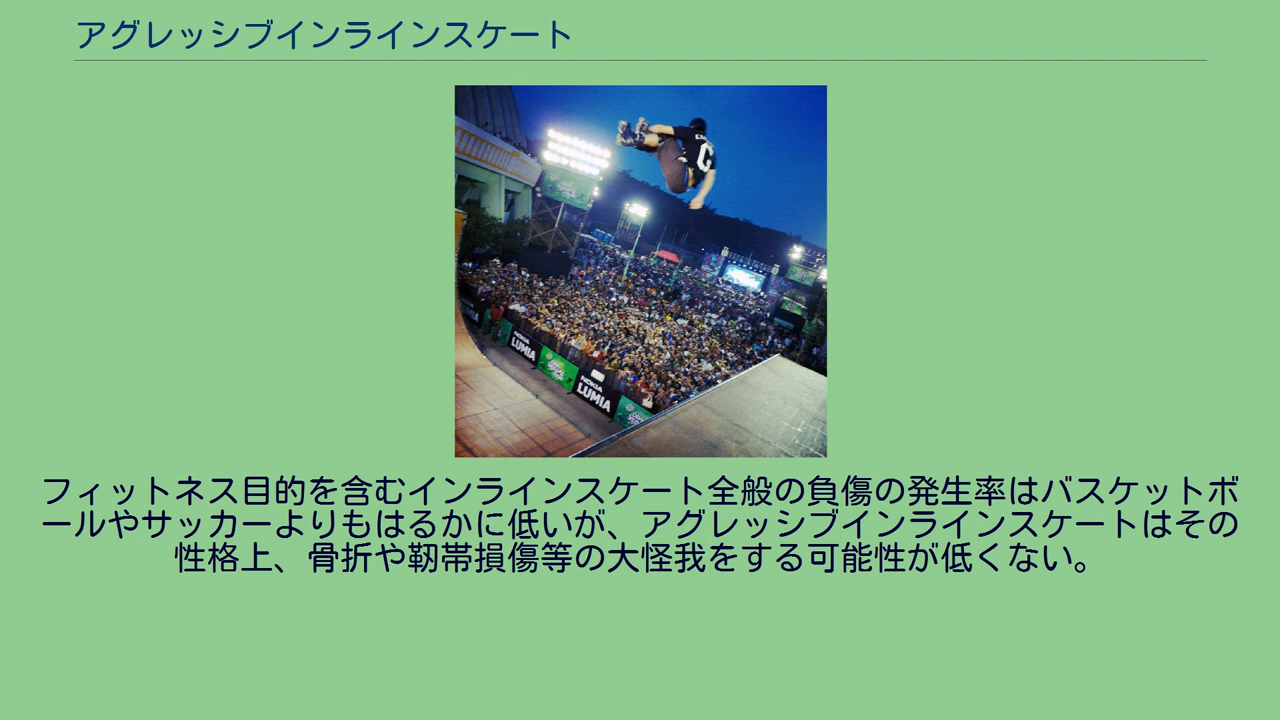 アグレッシブインラインスケート
C
NOKIA
LUMIA
NOKIA
LUMIA
フィットネス目的を含むインラインスケート全般の負傷の発生率はバスケットボ
ールやサッカーよりもはるかに低いが、アグレッシブインラインスケートはその
性格上、骨折や靭帯損傷等の大怪我をする可能性が低くない。